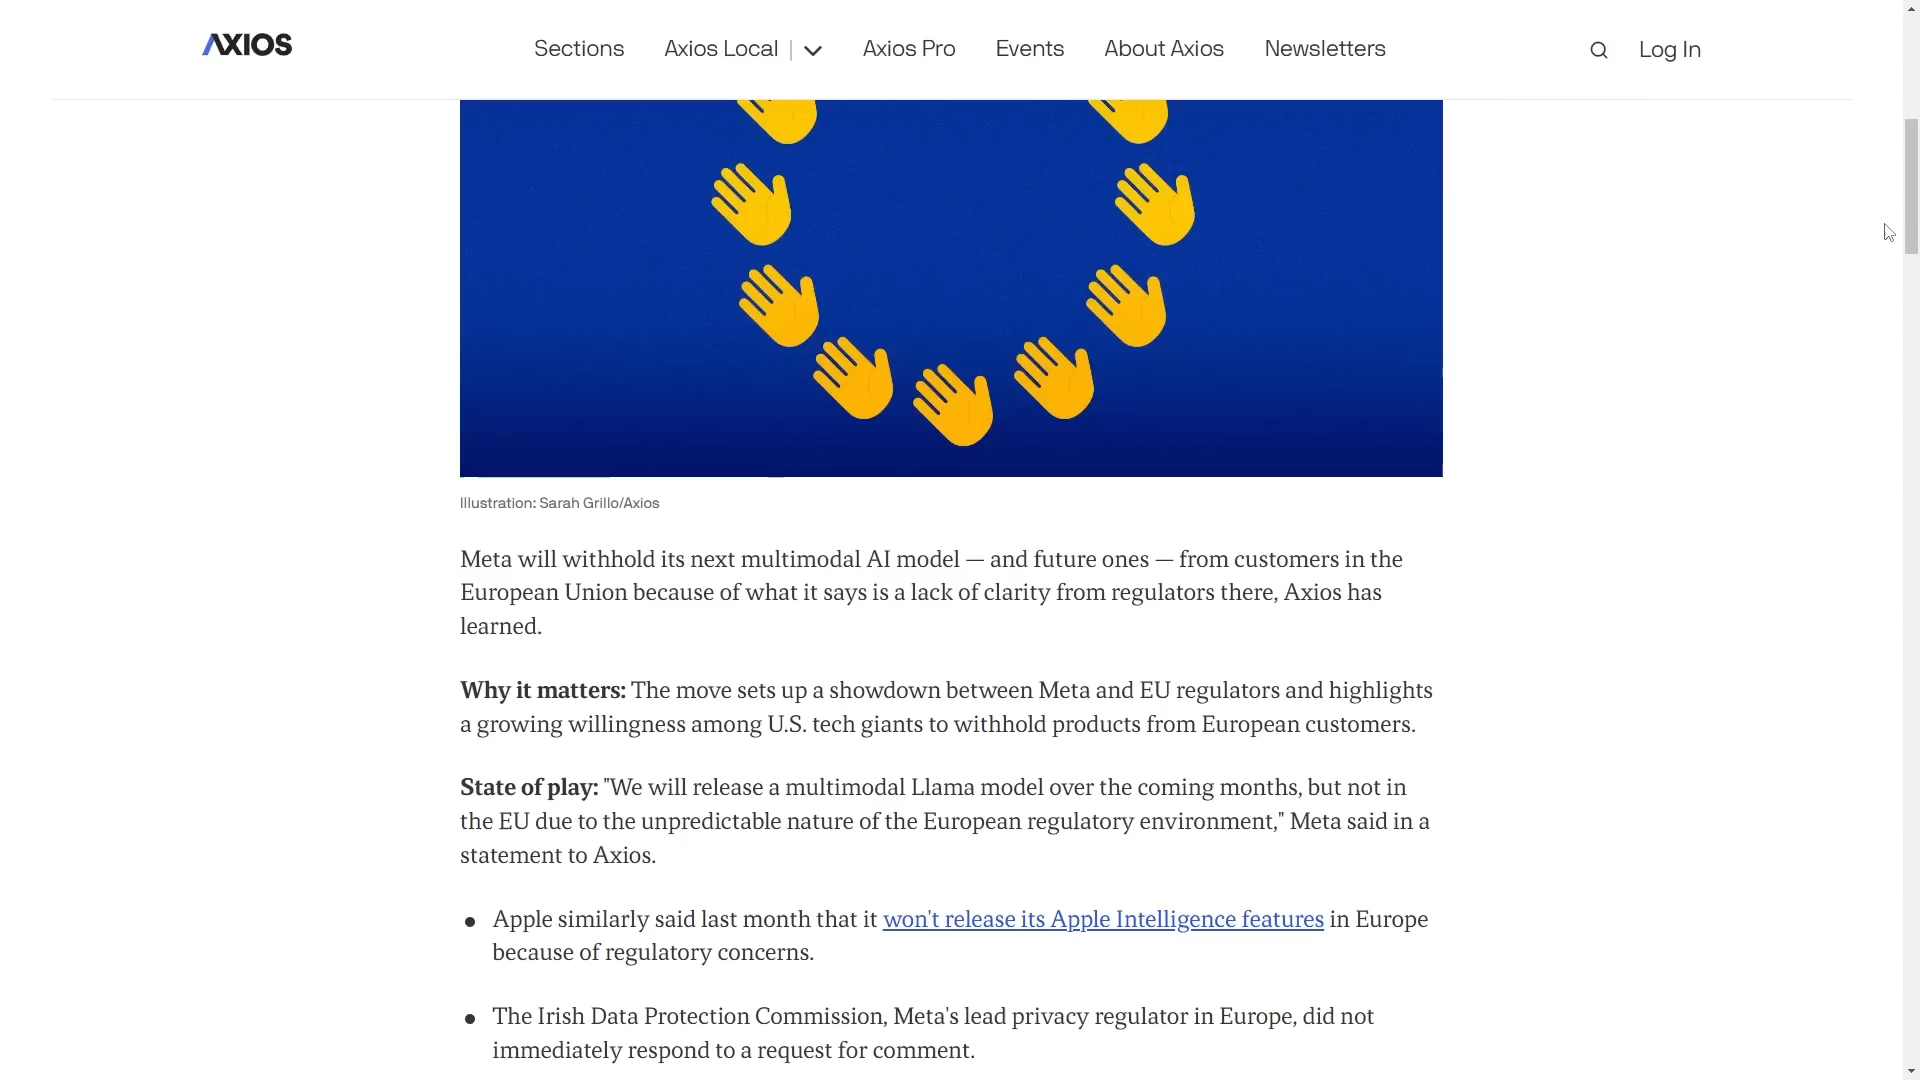 AXIOS
Sections Axios Local Axios Pro Events About Axios Newsletters Log In
Illustration: Sarah Grillo/Axios
Meta will withhold its next multimodal AI model — and future ones — from customers in the
European Union because of what it says is a lack of clarity from regulators there, Axios has
learned.
Why it matters: The move sets up a showdown between Meta and EU regulators and highlights
a growing willingness among U.S. tech giants to withhold products from European customers.
State of play: "We will release a multimodal Llama model over the coming months, but not in
the EU due to the unpredictable nature of the European regulatory environment," Meta said in a
statement to Axios.
● Apple similarly said last month that it won't release its Apple Intelligence features in Europe
because of regulatory concerns.
● The Irish Data Protection Commission, Meta's lead privacy regulator in Europe, did not
immediately respond to a request for comment.